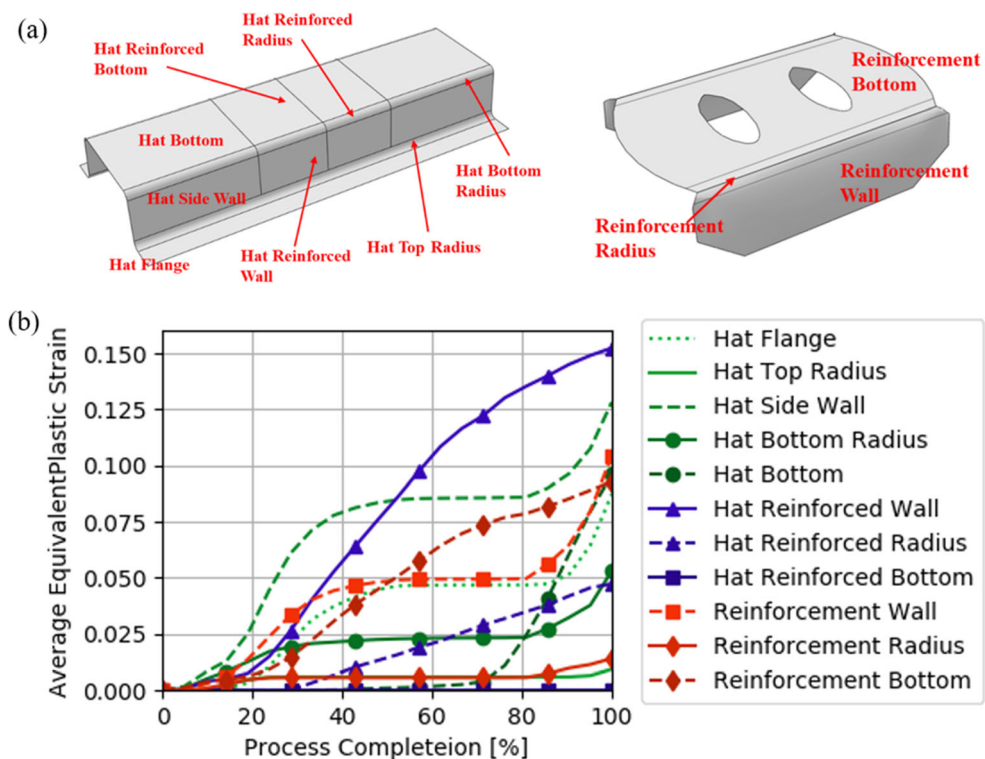 (a)
Hat Reinforced
Radius
Hat Reinforced
Bottom
Hat Bottom
Hat Side Wall
Hat Flange
Hat Reinforced
Wall
Hat Top Radius
Hat Bottom
Radius
Reinforcement
Bottom
Reinforcement
Wall
Reinforcement
Radius
(b)
Average EquivalentPlastic Strain
0.150
0.125
0.100
0.075
0.050
0.025
0.000
0
20
40
60
80
100
Process Completeion [%]
Hat Flange
Hat Top Radius
Hat Side Wall
Hat Bottom Radius
Hat Bottom
Hat Reinforced Wall
Hat Reinforced Radius
Hat Reinforced Bottom
Reinforcement Wall
Reinforcement Radius
Reinforcement Bottom